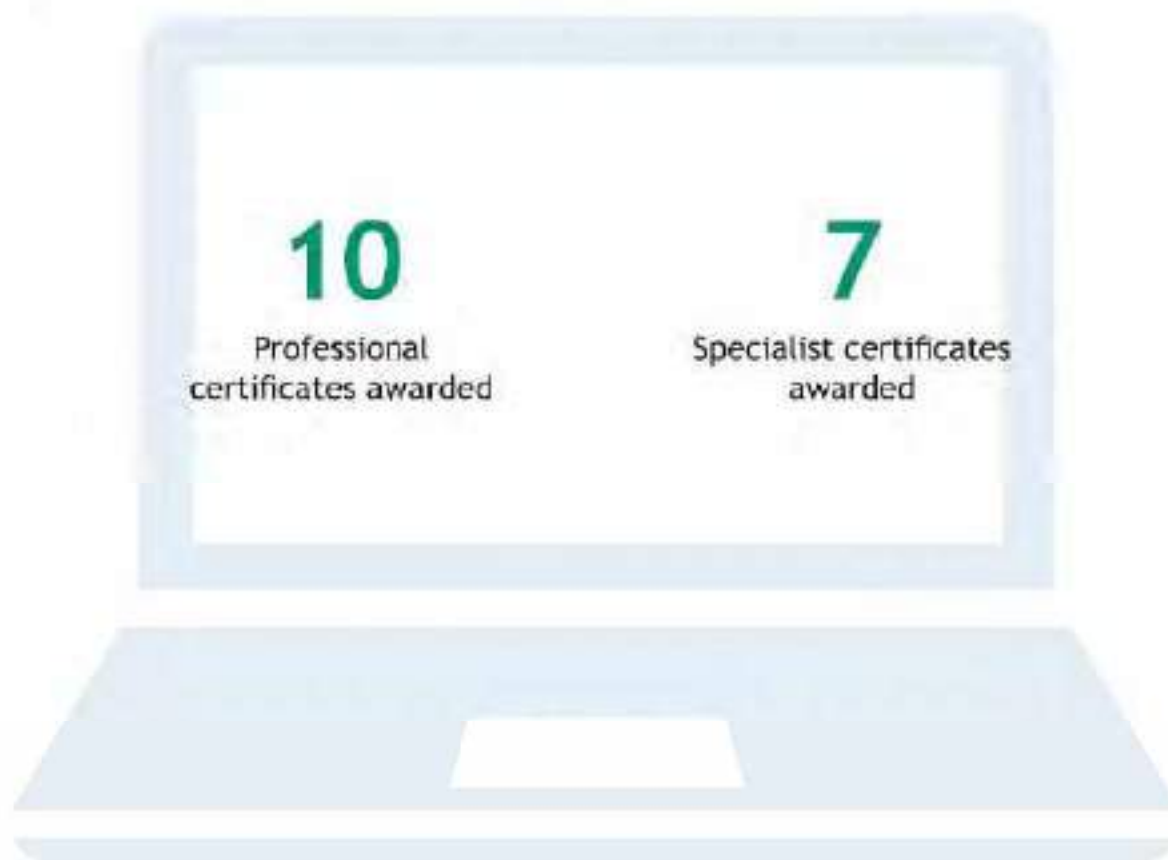 10
Professional
certificates awarded
7
Specialist certificates
awarded